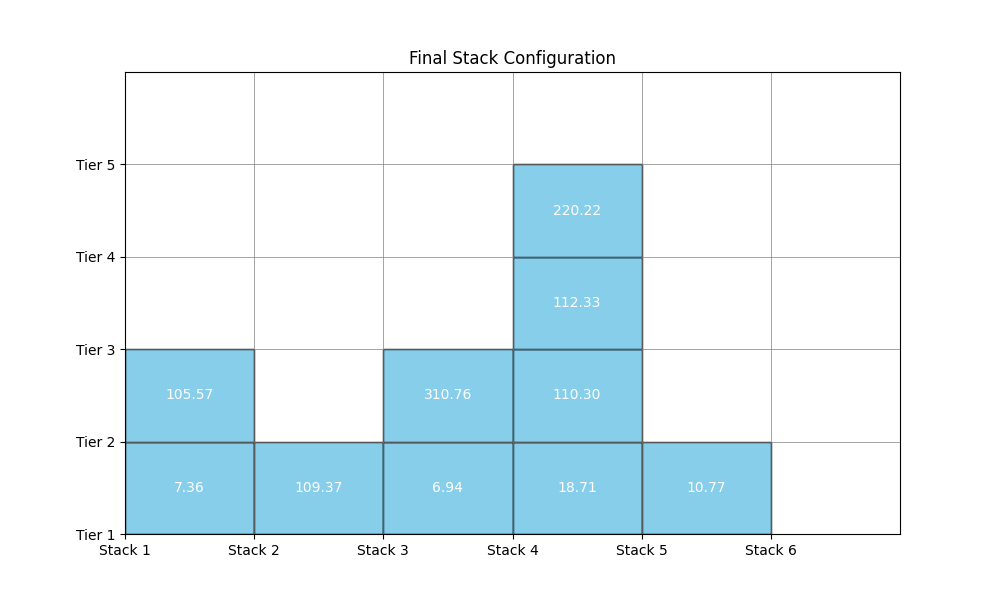 Final Stack Configuration
Tier 5
220.22
Tier 4
112.33
Tier 3
105.57 310.76 110.30
Tier 2
7.36 109.37 6.94 18.71 10.77
Tier 1
Stack 1 Stack 2 Stack 3 Stack 4 Stack 5 Stack 6